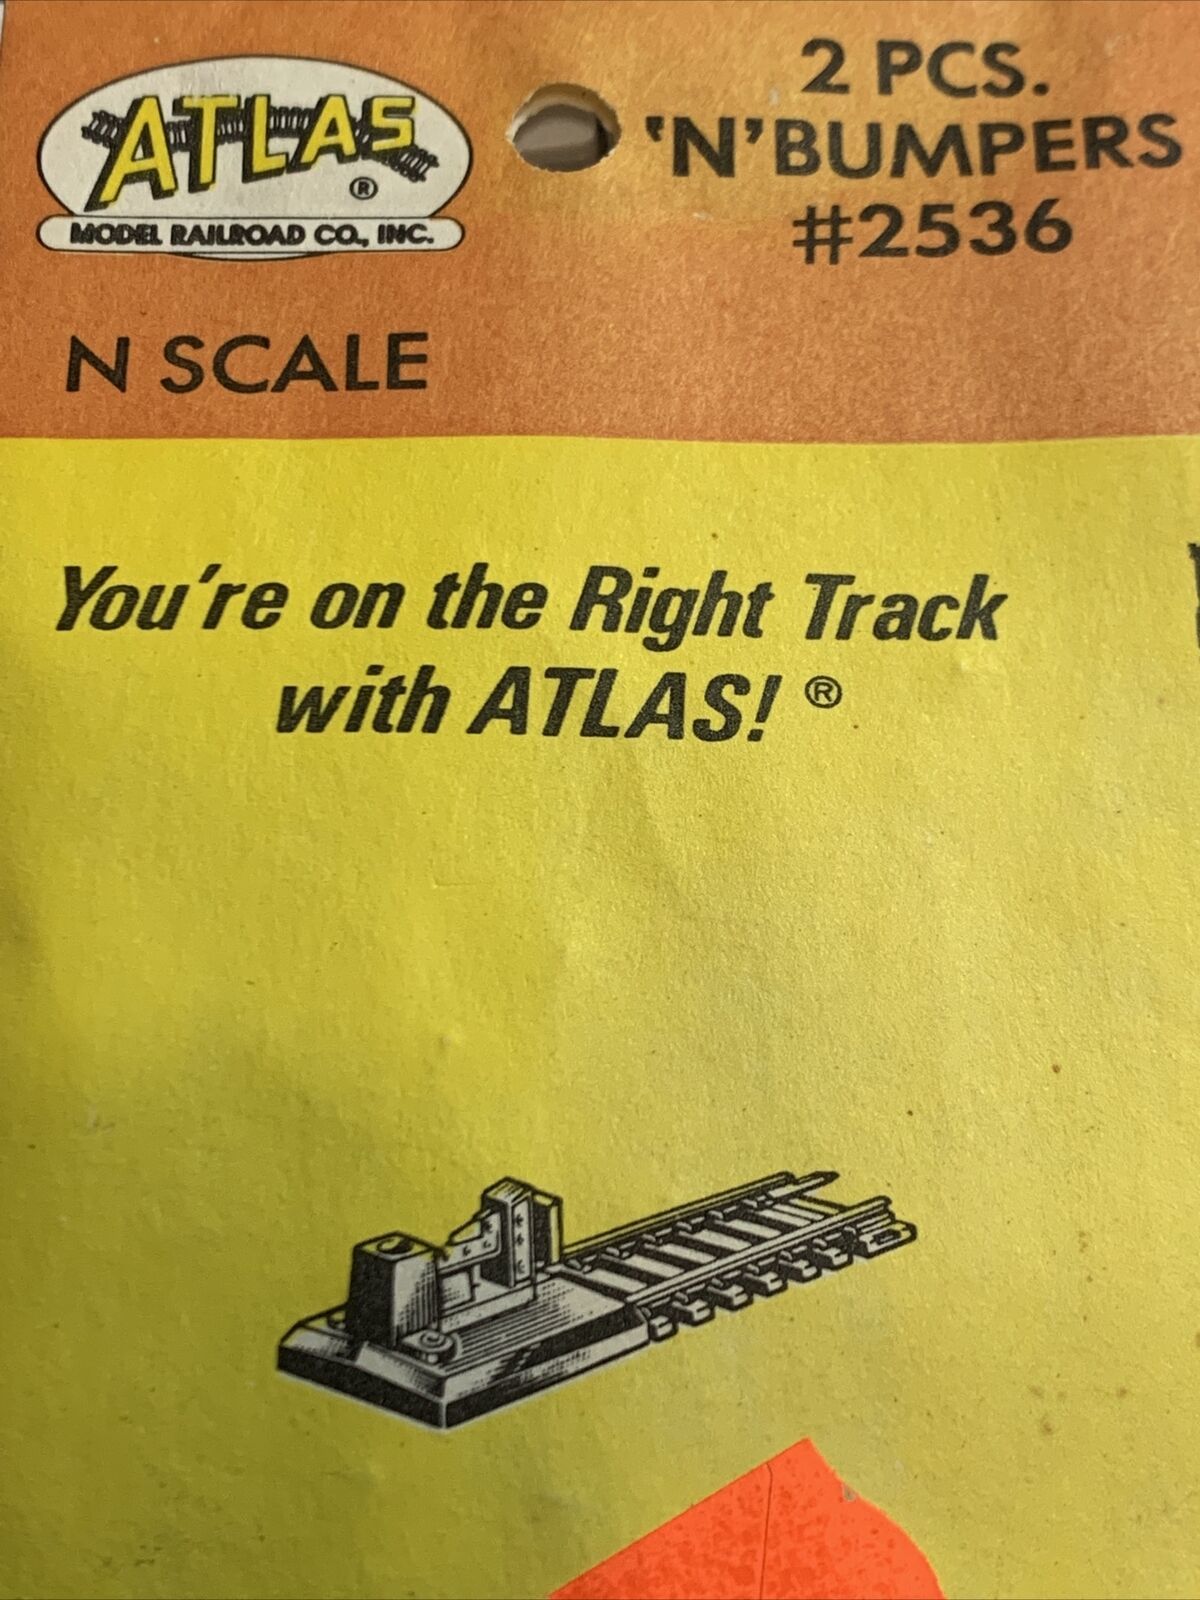 ATLAS
®
MODEL RAILROAD CO., INC.
2 PCS.
'N' BUMPERS
#2536
N SCALE
You're on the Right Track
with ATLAS! ®